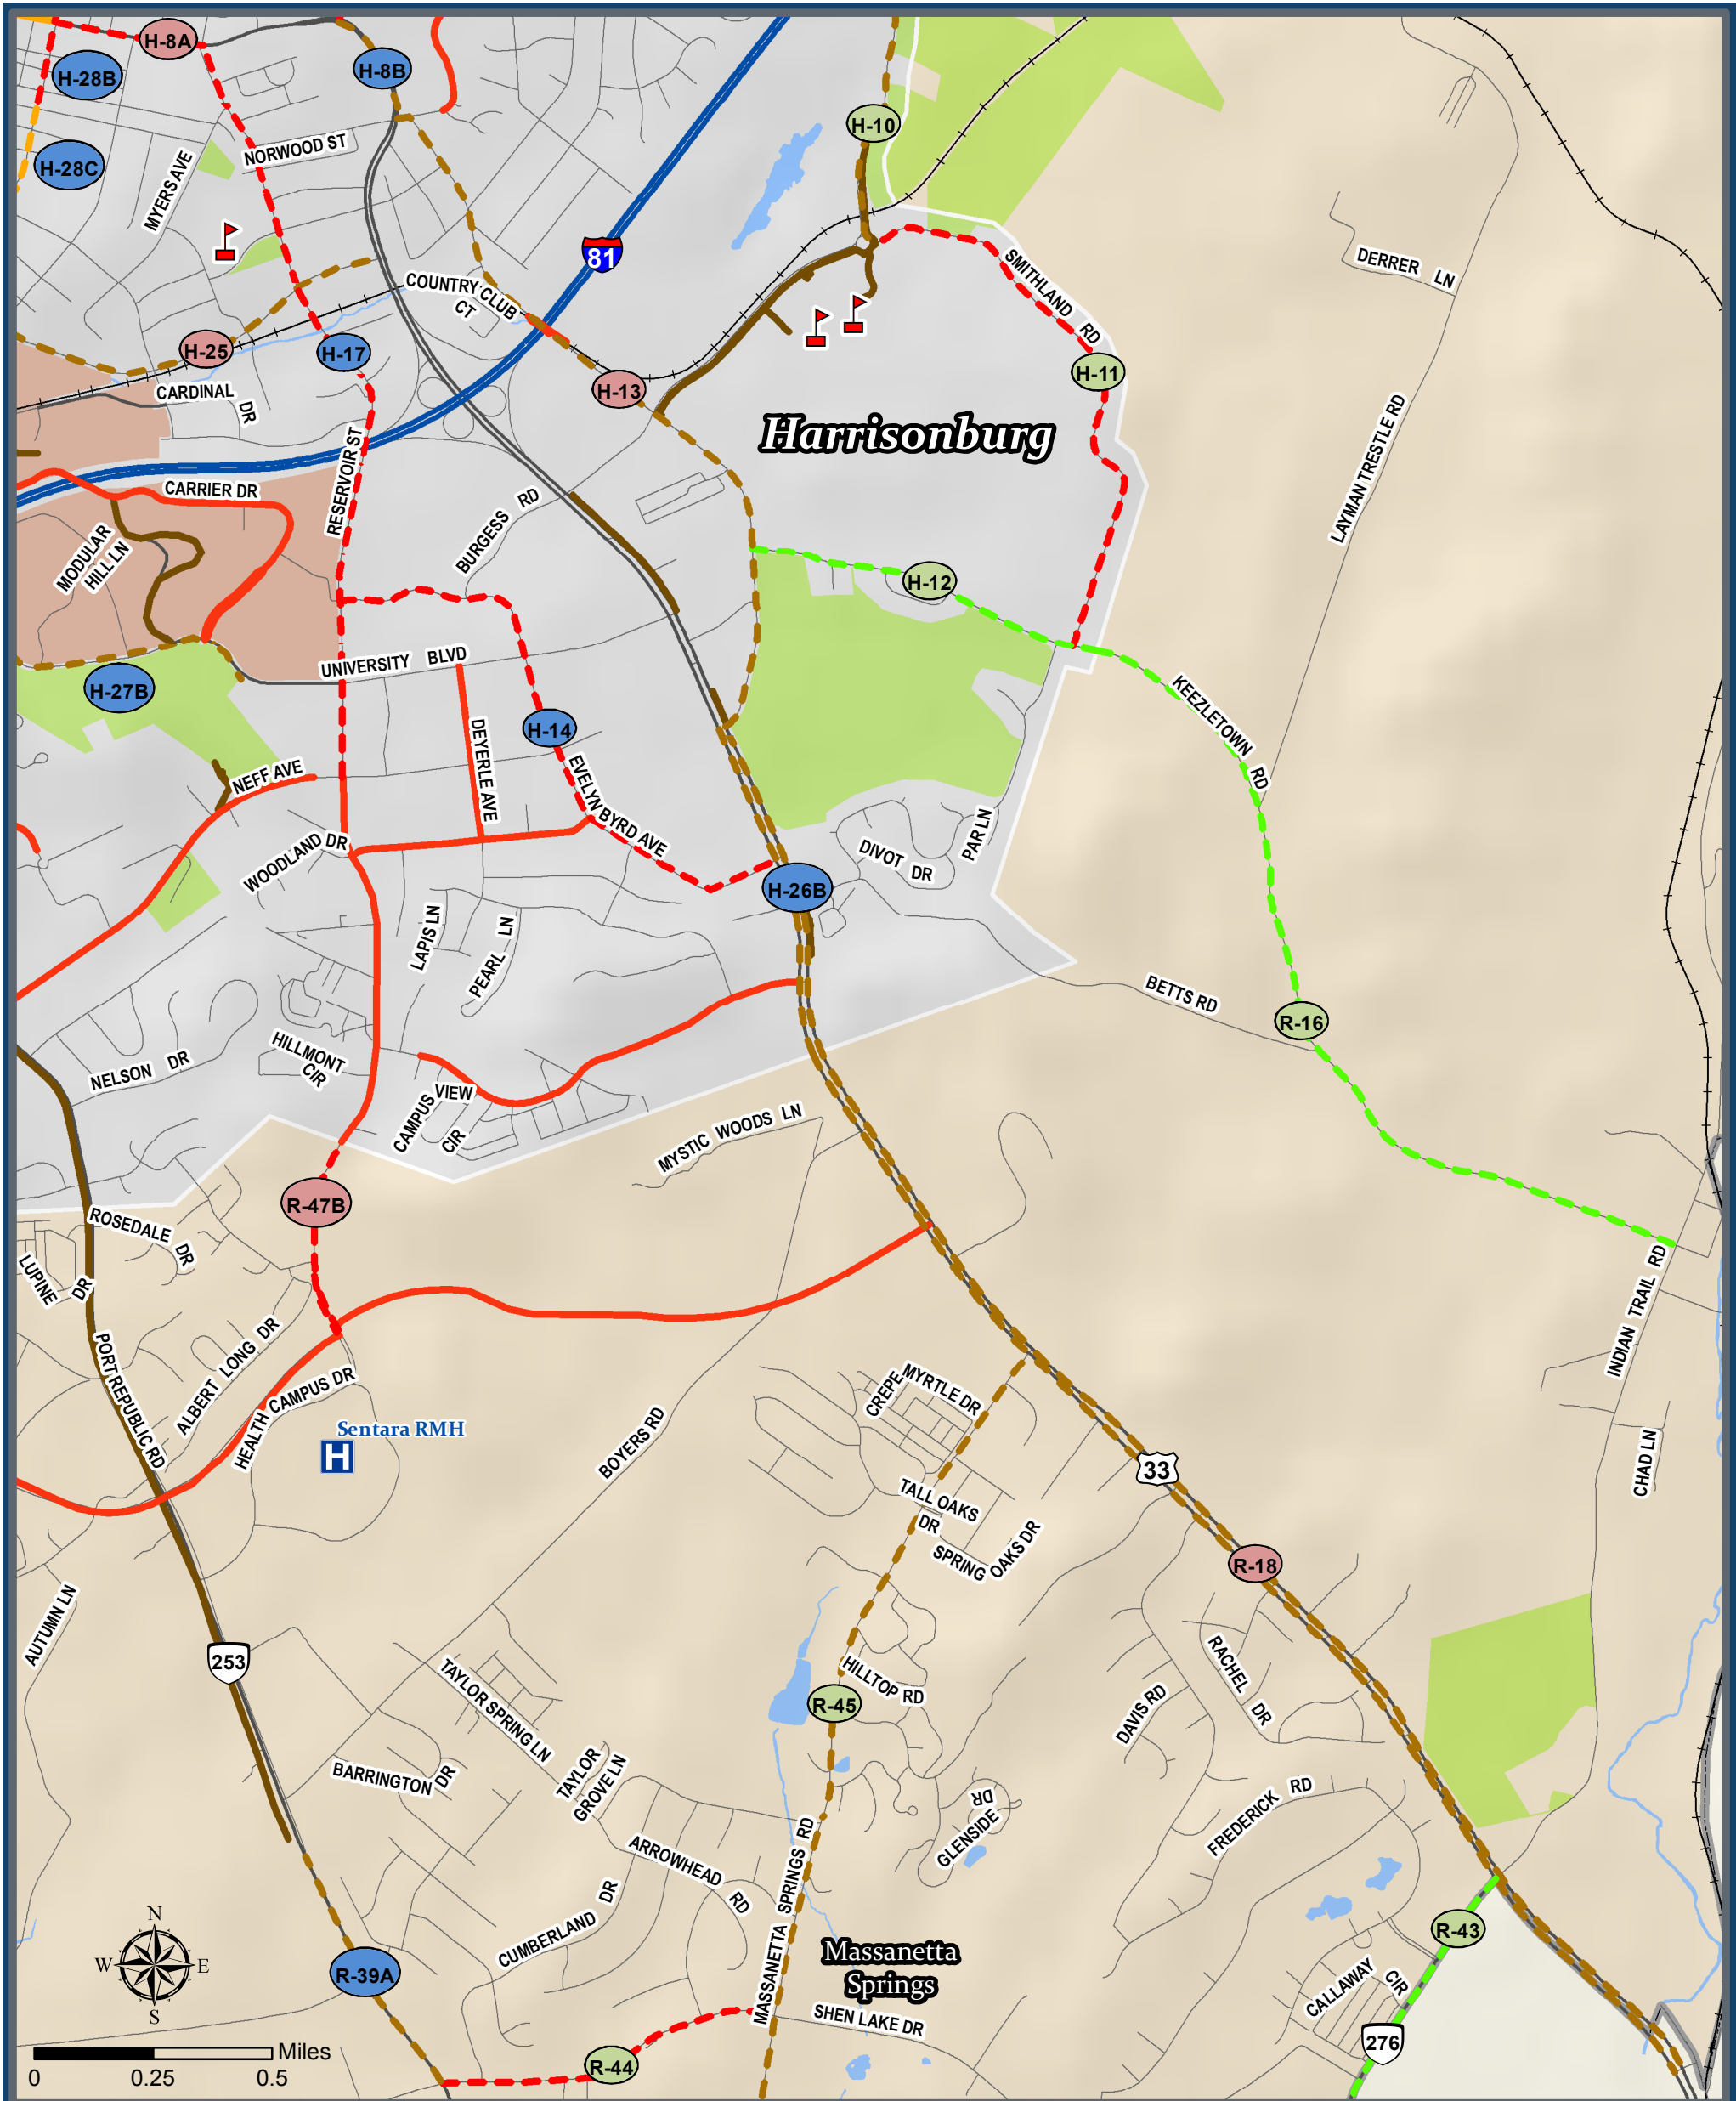 H-8A
H-28B
H-8B
H-28C
H-10
NORWOOD ST
MYERS AVE
81
COUNTRY CLUB
CT
SMITHLAND RD
DERRER LN
H-25
H-17
H-13
H-11
CARDINAL
DR
Harrisonburg
LAYMAN TRESTLE RD
RESERVOIR ST
CARRIER DR
BURGESS RD
MODULAR
HILL LN
H-12
UNIVERSITY BLVD
H-27B
H-14
KEEZLETOWN RD
DEYERLE AVE
NEFF AVE
EVELYN BYRD AVE
WOODLAND DR
DIVOT DR
PAR LN
H-26B
LAPIS LN
PEARL LN
BETTS RD
R-16
HILLMONT
CIR
NELSON DR
CAMPUS VIEW
CIR
MYSTIC WOODS LN
R-47B
ROSEDALE DR
LUPINE DR
INDIAN TRAIL RD
PORT REPUBLIC RD
ALBERT LONG DR
HEALTH CAMPUS DR
Sentara RMH
H
CREPE MYRTLE DR
BOYERS RD
CHAD LN
33
TALL OAKS
DR
SPRING OAKS DR
R-18
AUTUMN LN
253
TAYLOR SPRING LN
HILLTOP RD
R-45
RACHEL DR
DAVIS RD
BARRINGTON DR
TAYLOR
GROVE LN
GLENSIDE
DR
FREDERICK RD
ARROWHEAD RD
MASSANETTA SPRINGS RD
CUMBERLAND DR
N
W E
S
R-39A
Massanetta
Springs
R-43
CALLAWAY CIR
SHEN LAKE DR
276
R-44
Miles
0 0.25 0.5